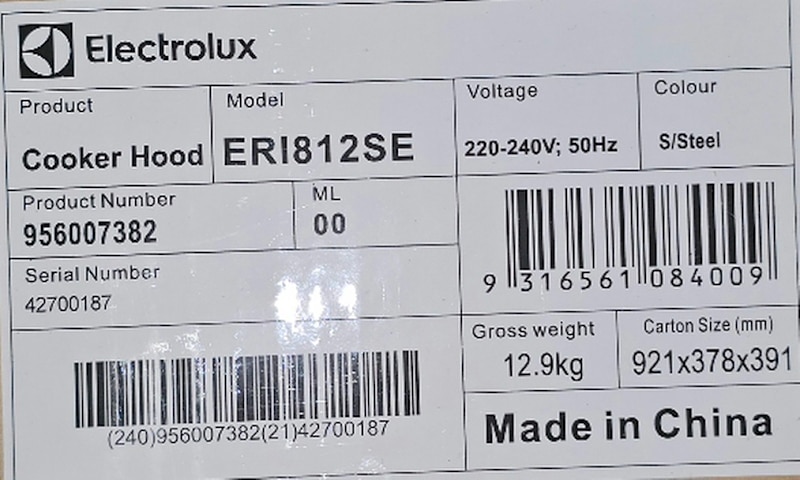 Electrolux
Product
Cooker Hood
Model
ERI812SE
Voltage
220-240V; 50Hz
Colour
S/Steel
Product Number
956007382
ML
00
Serial Number
42700187
9 316561 084009
Gross weight
12.9kg
Carton Size (mm)
921x378x391
(240)956007382(21)42700187
Made in China